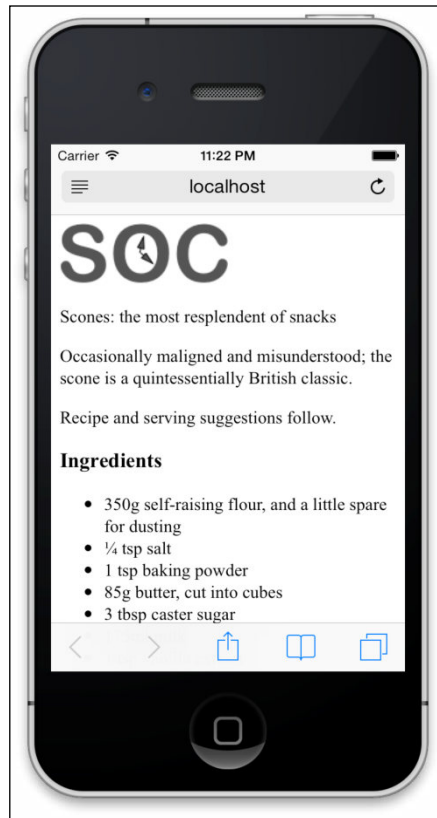 Carrier 11:22 PM
localhost
SOC
Scones: the most resplendent of snacks
Occasionally maligned and misunderstood; the
scone is a quintessentially British classic.
Recipe and serving suggestions follow.
Ingredients
• 350g self-raising flour, and a little spare
for dusting
• ¼ tsp salt
• 1 tsp baking powder
• 85g butter, cut into cubes
• 3 tbsp caster sugar